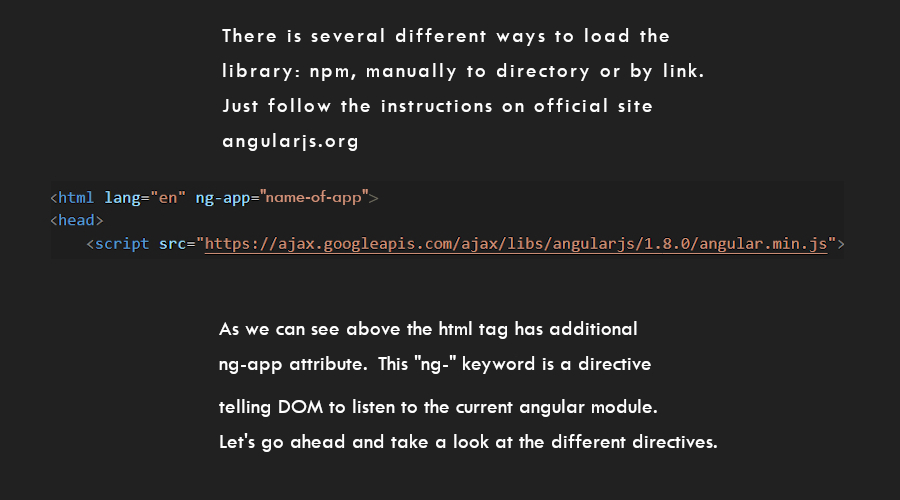 There is several different ways to load the
library: npm, manually to directory or by link.
Just follow the instructions on official site
angularjs.org
<html lang="en" ng-app="name-of-app">
<head>
<script src="https://ajax.googleapis.com/ajax/libs/angularjs/1.8.0/angular.min.js">
As we can see above the html tag has additional
ng-app attribute. This "ng-" keyword is a directive
telling DOM to listen to the current angular module.
Let's go ahead and take a look at the different directives.